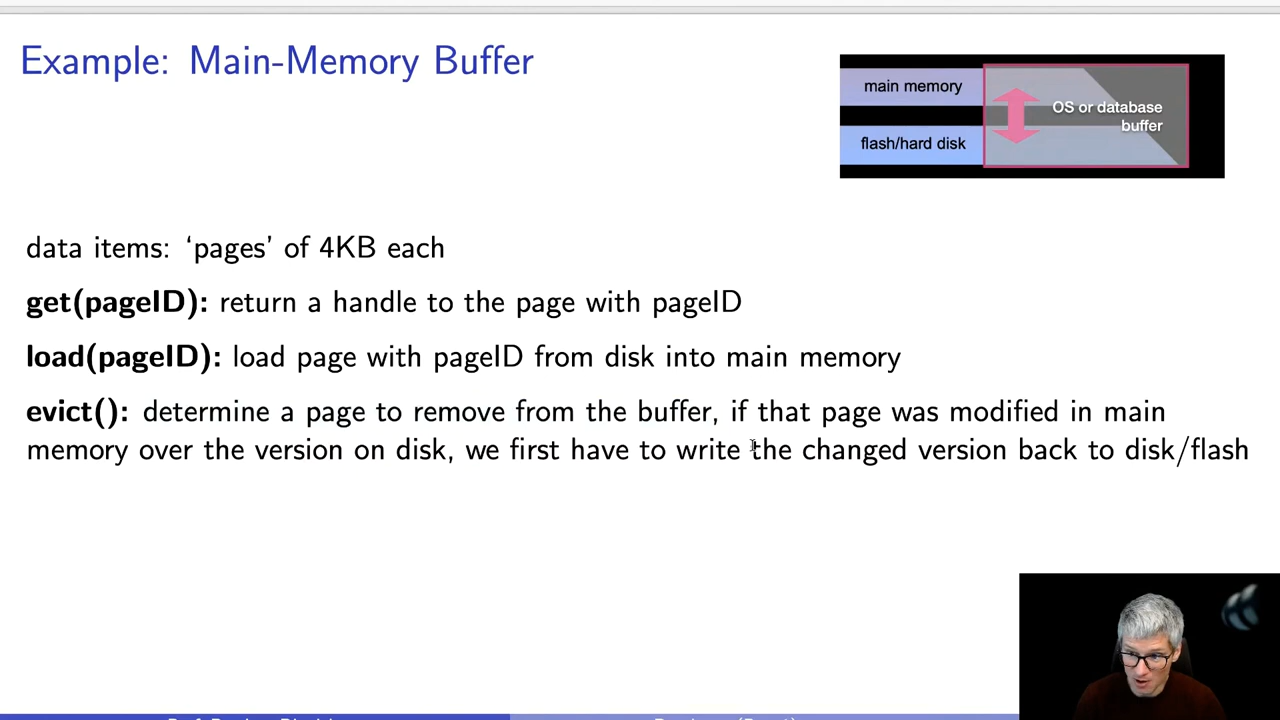 Example: Main-Memory Buffer
main memory
OS or database
buffer
flash/hard disk
data items: ‘pages’ of 4KB each
get(pageID): return a handle to the page with pageID
load(pageID): load page with pageID from disk into main memory
evict(): determine a page to remove from the buffer, if that page was modified in main
memory over the version on disk, we first have to write the changed version back to disk/flash